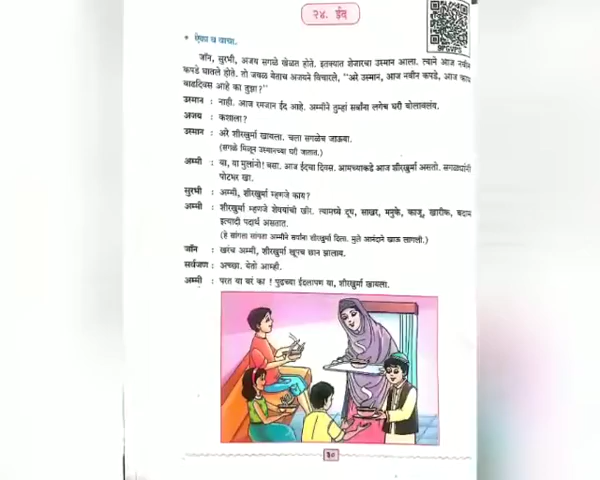 २४. ईद
ऐका व वाचा.
जॉन, सुरभी, अजय सगळे खेळत होते. इतक्यात शेजारचा उस्मान आला. त्याने आज नवीन
कपडे घातले होते. तो जवळ येताच अजयने विचारले, "अरे उस्मान, आज नवीन कपडे, आज काय
वाढदिवस आहे का तुझा?"
उस्मान : नाही. आज रमजान ईद आहे. अम्मीने तुम्हां सर्वांना लगेच घरी बोलावलंय.
अजय : कशाला?
उस्मान : अरे शीरखुर्मा खायला. चला सगळेच जाऊया.
(सगळे मिळून उस्मानच्या घरी जातात.)
अम्मी : या, या मुलांनो! बसा. आज ईदचा दिवस. आमच्याकडे आज शीरखुर्मा असतो. सगळ्यांनी
पोटभर खा.
सुरभी : अम्मी, शीरखुर्मा म्हणजे काय?
अम्मी : शीरखुर्मा म्हणजे शेवयांची खीर. त्यामध्ये दूध, साखर, मनुके, काजू, खारीक, बदाम
इत्यादी पदार्थ असतात.
(हे सांगता सांगता अम्मीने सर्वांना शीरखुर्मा दिला. मुले आनंदाने खाऊ लागली.)
जॉन : खरंच अम्मी, शीरखुर्मा खूपच छान झालाय.
सर्वजण : अच्छा. येतो आम्ही.
अम्मी : परत या बरं का ! पुढच्या ईदलापण या, शीरखुर्मा खायला.
३०